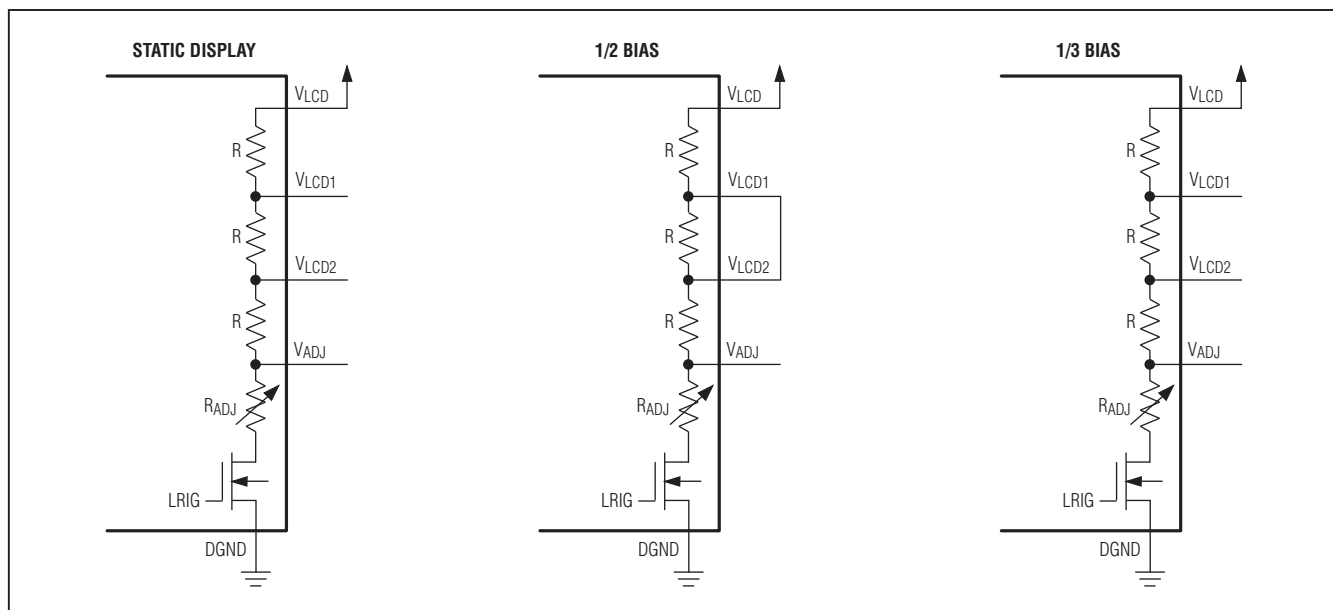 STATIC DISPLAY
VLCD
R
VLCD1
R
VLCD2
R
VADJ
RADJ
LRIG
DGND
1/2 BIAS
VLCD
R
VLCD1
R
VLCD2
R
VADJ
RADJ
LRIG
DGND
1/3 BIAS
VLCD
R
VLCD1
R
VLCD2
R
VADJ
RADJ
LRIG
DGND